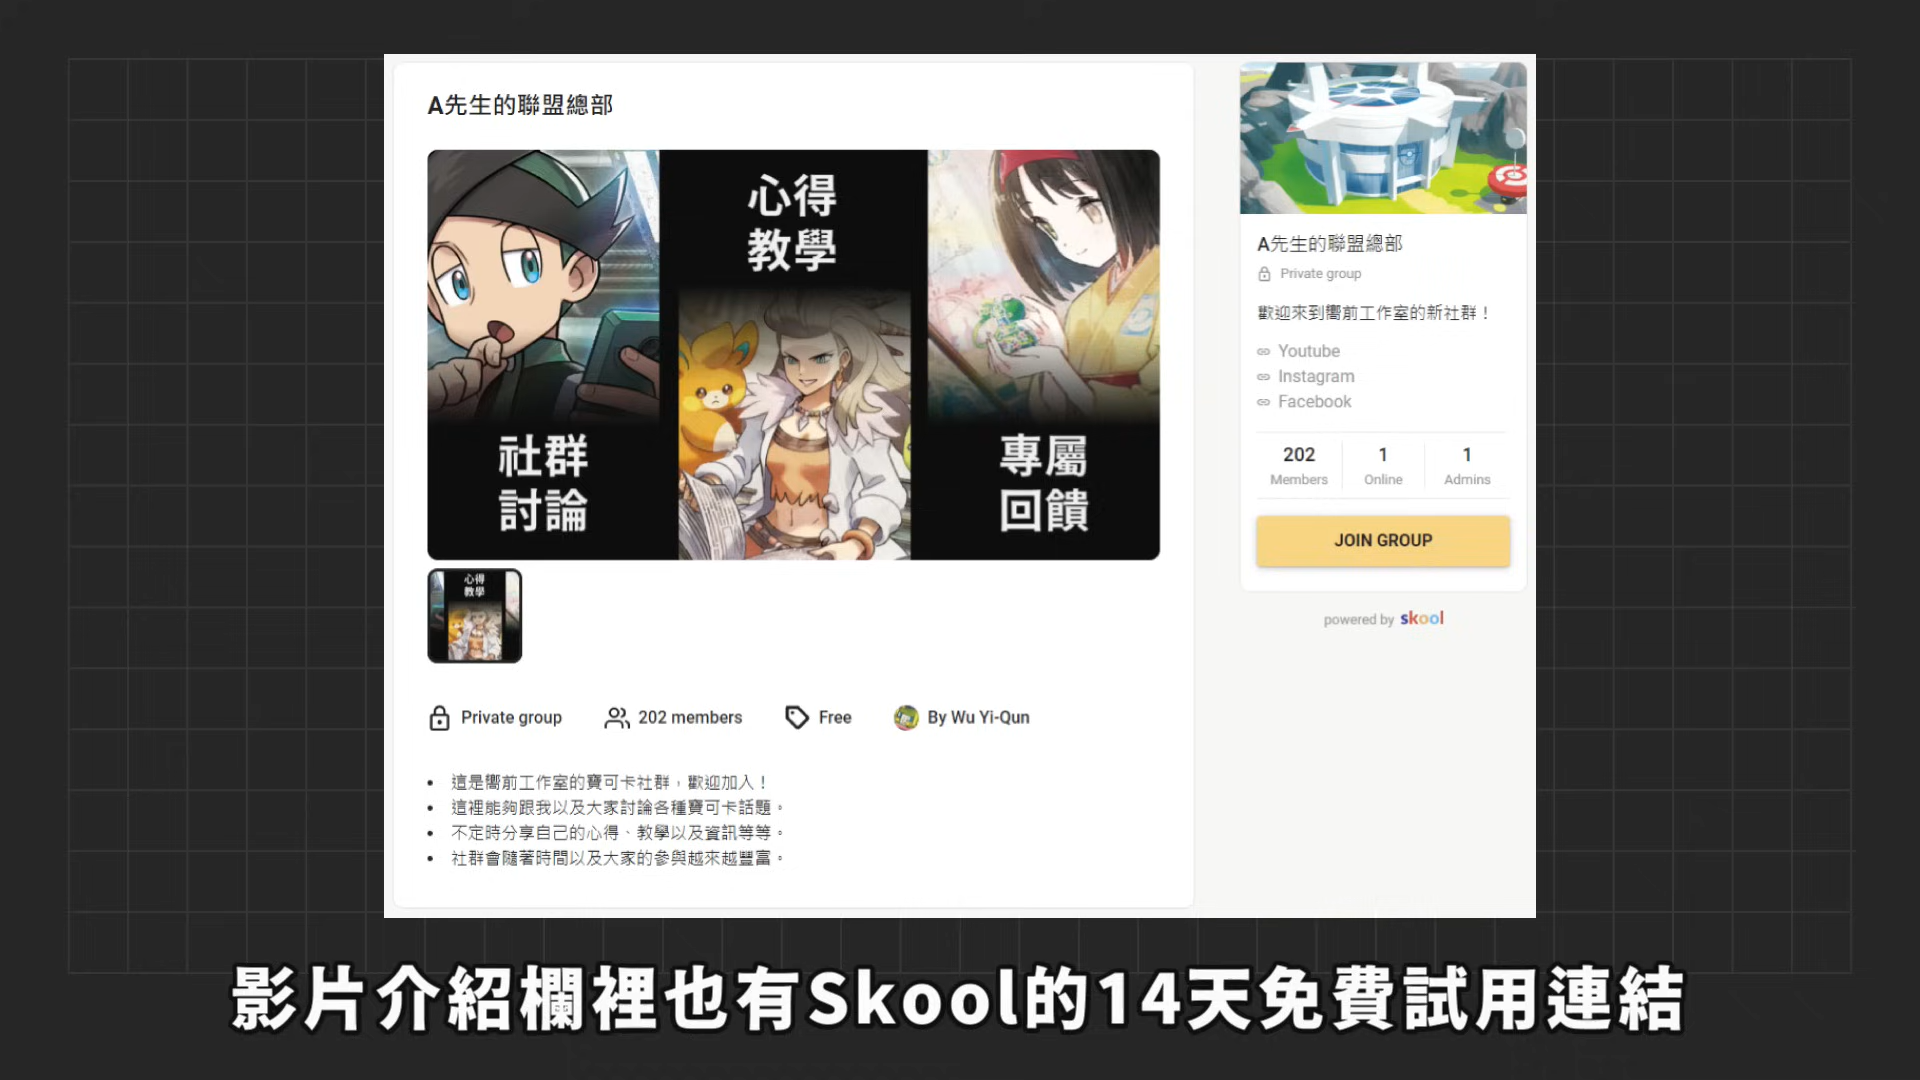 A先生的聯盟總部
心得
教學
社群
討論
專屬
回饋
心得
教學
Private group
202 members
Free
By Wu Yi-Qun
• 這是嚮前工作室的寶可卡社群，歡迎加入！
• 這裡能夠跟我以及大家討論各種寶可卡話題。
• 不定時分享自己的心得、教學以及資訊等等。
• 社群會隨著時間以及大家的參與越來越豐富。
A先生的聯盟總部
Private group
歡迎來到嚮前工作室的新社群！
Youtube
Instagram
Facebook
202 1 1
Members Online Admins
JOIN GROUP
powered by skool
影片介紹欄裡也有Skool的14天免費試用連結